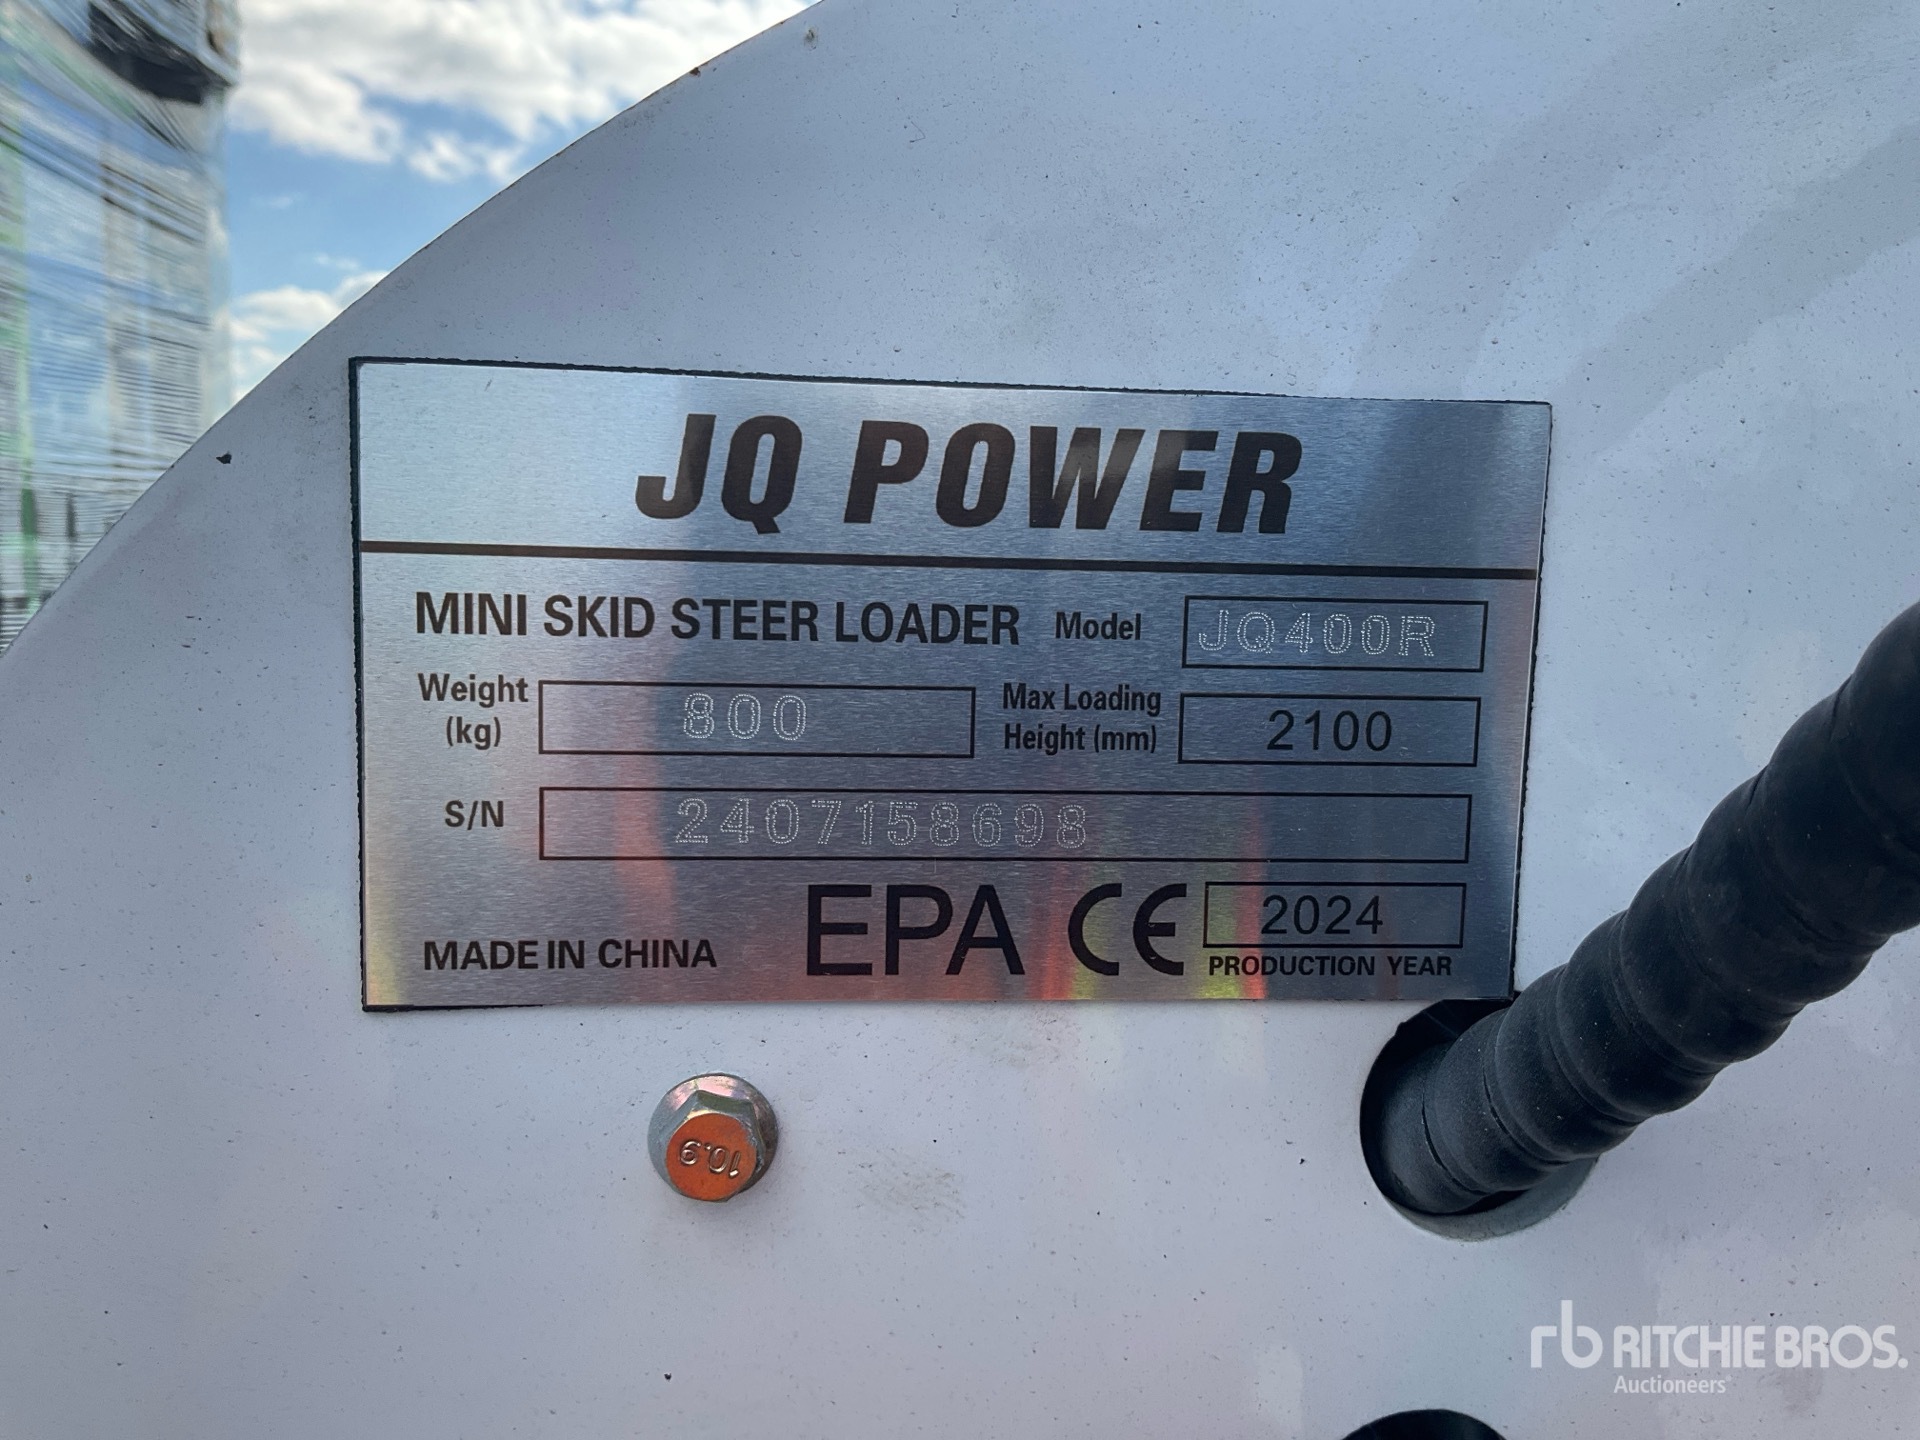 JQ POWER
MINI SKID STEER LOADER Model JQ400R
Weight (kg) 800 Max Loading Height (mm) 2100
S/N 2407158698
MADE IN CHINA EPA CE 2024
PRODUCTION YEAR
10.9
rb RITCHIE BROS.
Auctioneers